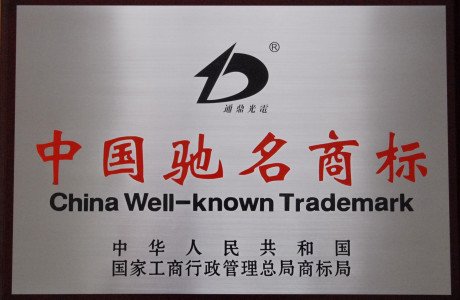 ®
通鼎光電
中国驰名商标
China Well-known Trademark
中华人民共和国
国家工商行政管理总局商标局